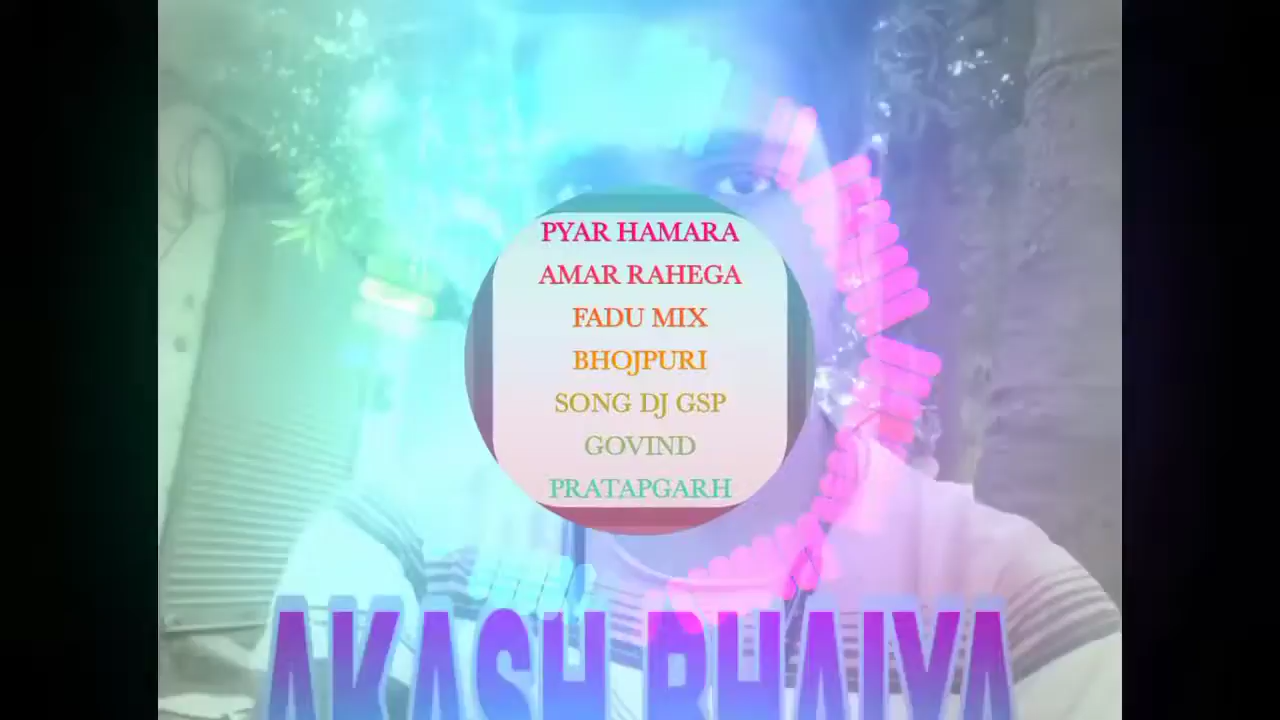 PYAR HAMARA
AMAR RAHEGA
FADU MIX
BHOJPURI
SONG DJ GSP
GOVIND
PRATAPGARH
AKASH BHAIYA